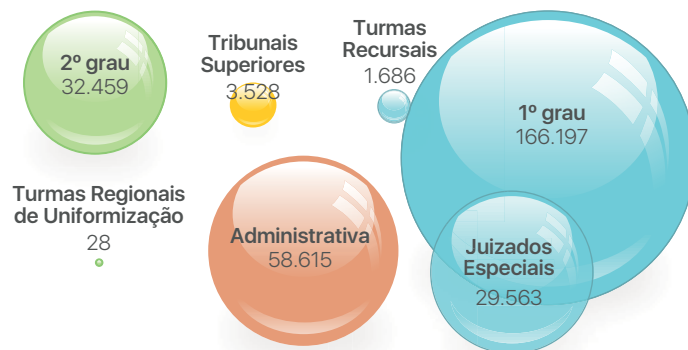 2º grau
32.459
Tribunais
Superiores
3.528
Turmas
Recursais
1.686
1º grau
166.197
Turmas Regionais
de Uniformização
28
Administrativa
58.615
Juizados
Especiais
29.563